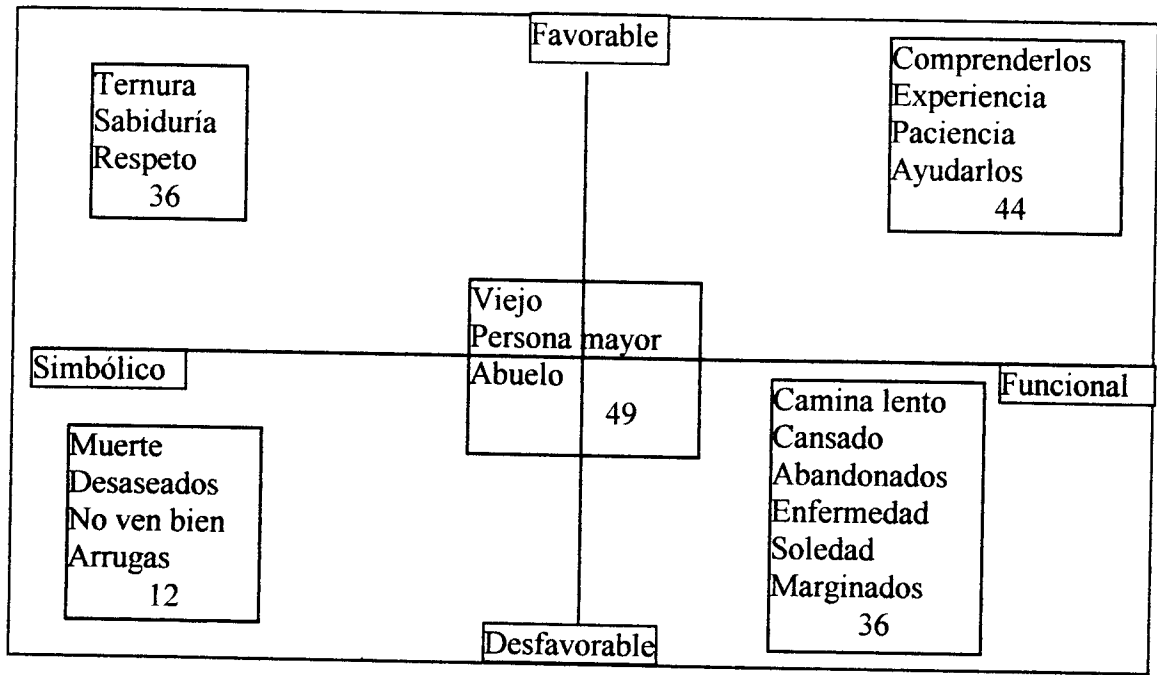 Favorable
Ternura
Sabiduría
Respeto
36
Comprenderlos
Experiencia
Paciencia
Ayudarlos
44
Viejo
Persona mayor
Abuelo
49
Simbólico
Funcional
Muerte
Desaseados
No ven bien
Arrugas
12
Camina lento
Cansado
Abandonados
Enfermedad
Soledad
Marginados
36
Desfavorable